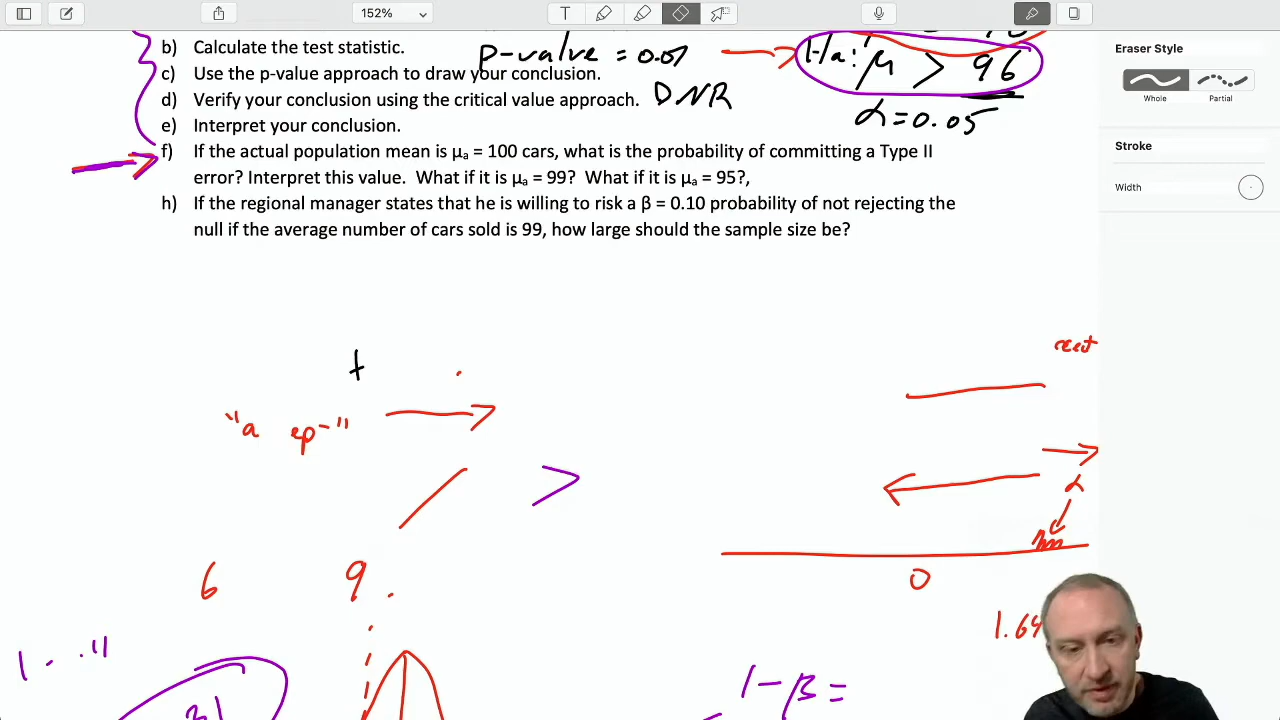 152%
T
b) Calculate the test statistic.
p-value = 0.07
Ha: μ > 96
c) Use the p-value approach to draw your conclusion.
d) Verify your conclusion using the critical value approach.
DNR
α = 0.05
e) Interpret your conclusion.
f) If the actual population mean is μₐ = 100 cars, what is the probability of committing a Type II
error? Interpret this value. What if it is μₐ = 99? What if it is μₐ = 95?,
h) If the regional manager states that he is willing to risk a β = 0.10 probability of not rejecting the
null if the average number of cars sold is 99, how large should the sample size be?
Eraser Style
Whole
Partial
Stroke
Width
"a ep-"
>
α
0
6 9.
1.64
1 - .11
1-β=